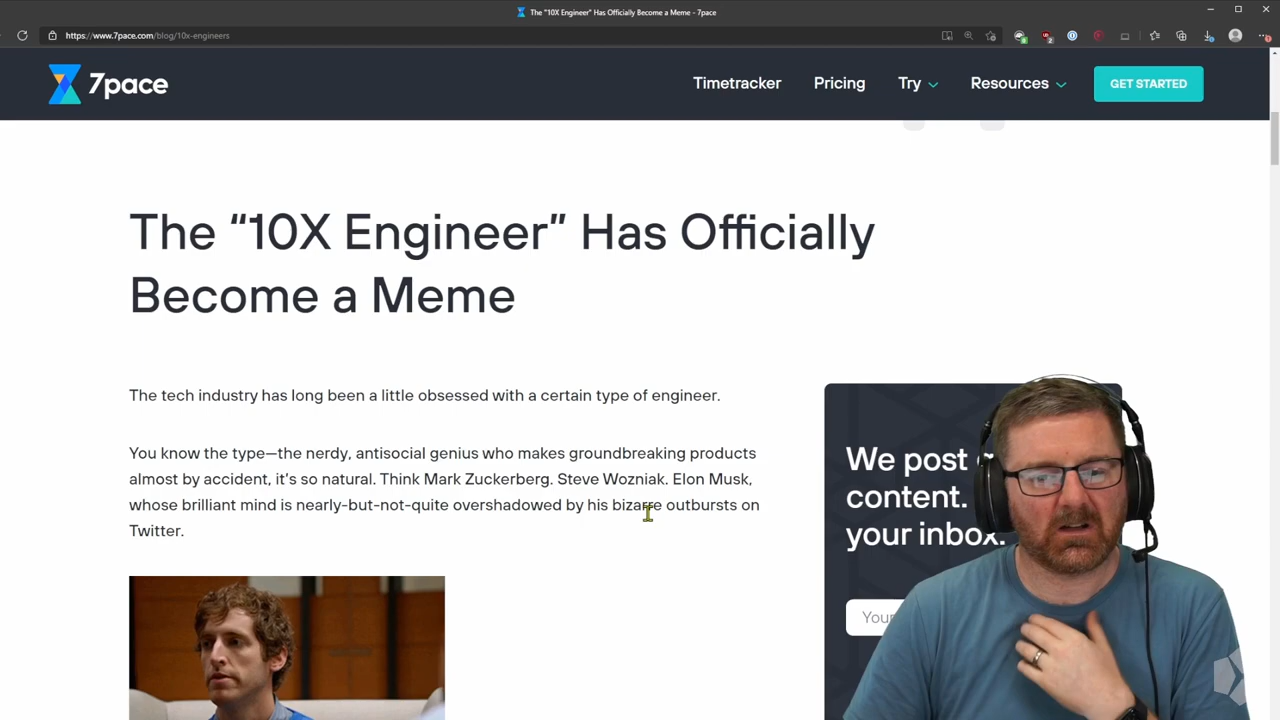 The "10X Engineer" Has Officially Become a Meme - 7pace
https://www.7pace.com/blog/10x-engineers
7pace
Timetracker
Pricing
Try
Resources
GET STARTED
The “10X Engineer” Has Officially
Become a Meme
The tech industry has long been a little obsessed with a certain type of engineer.
You know the type—the nerdy, antisocial genius who makes groundbreaking products
almost by accident, it’s so natural. Think Mark Zuckerberg. Steve Wozniak. Elon Musk,
whose brilliant mind is nearly-but-not-quite overshadowed by his bizarre outbursts on
Twitter.
We post
content.
your inbox.